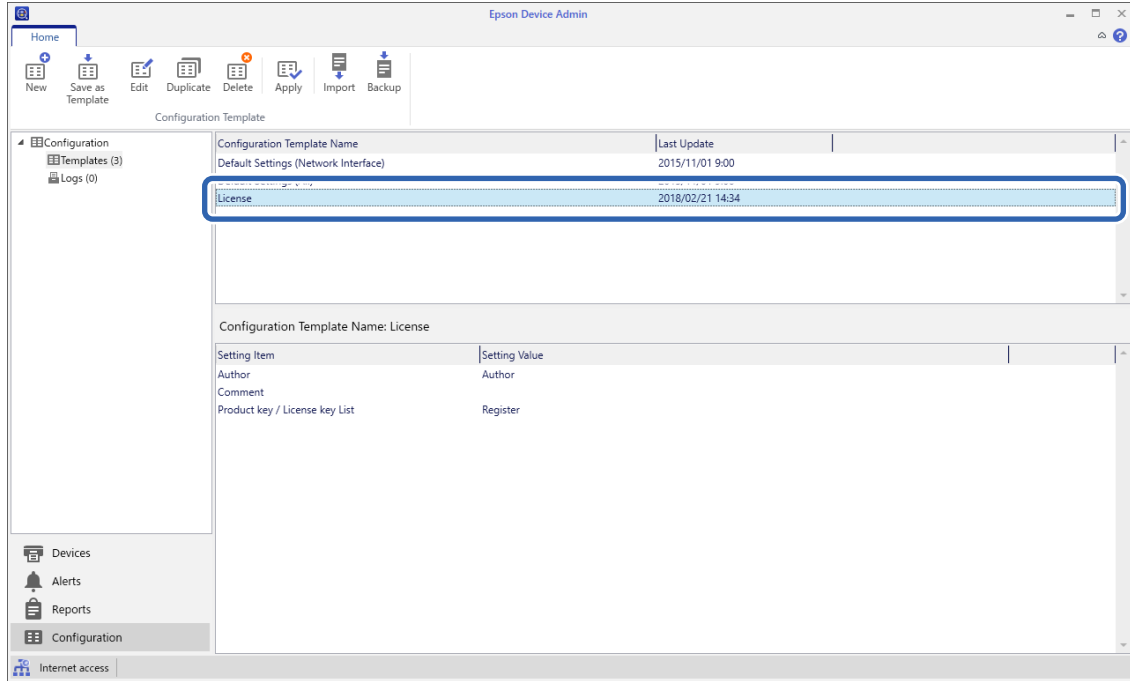 Epson Device Admin
Home
New
Save as Template
Edit
Duplicate
Delete
Apply
Import
Backup
Configuration Template
Configuration
Templates (3)
Logs (0)
Configuration Template Name Last Update
Default Settings (Network Interface) 2015/11/01 9:00
License 2018/02/21 14:34
Configuration Template Name: License
Setting Item Setting Value
Author Author
Comment
Product key / License key List Register
Devices
Alerts
Reports
Configuration
Internet access